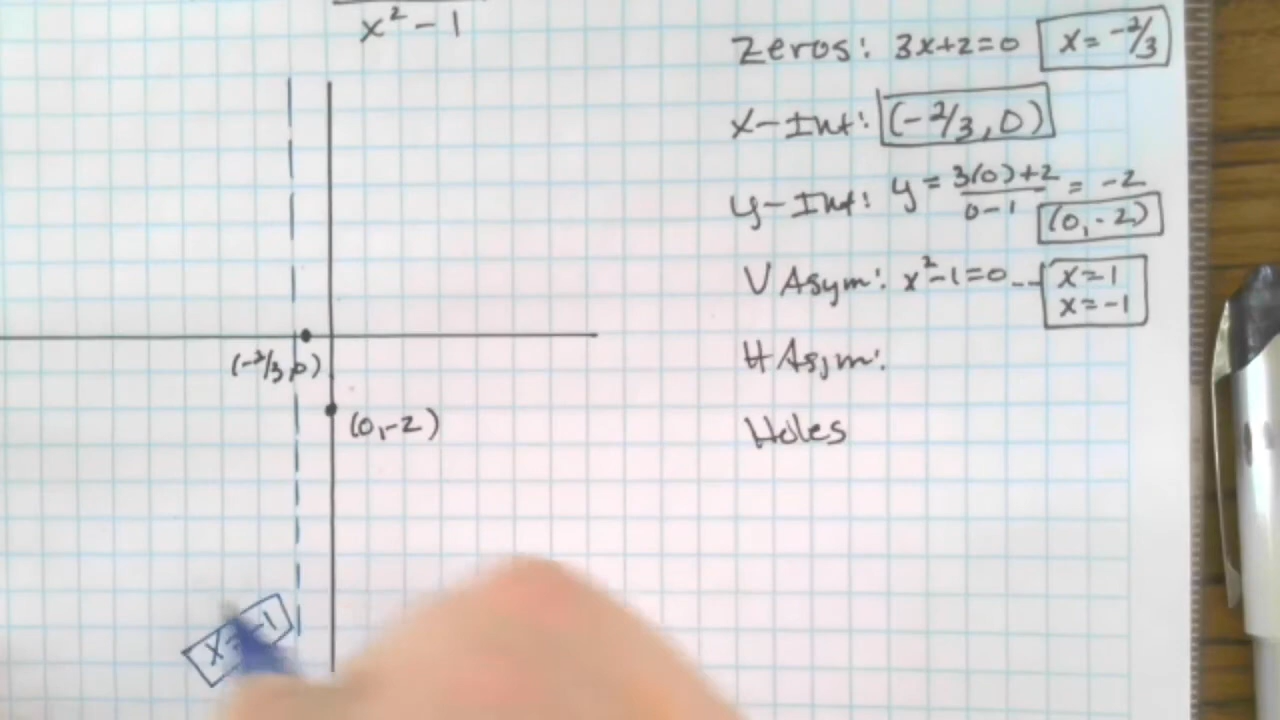 x² - 1
Zeros: 3x+2=0 x = -2/3
x-Int: (-2/3, 0)
y-Int: y = 3(0)+2 / 0-1 = -2
(0, -2)
V Asym: x²-1=0 x=1
x=-1
H Asym:
Holes
(-2/3, 0)
(0, -2)
x = -1